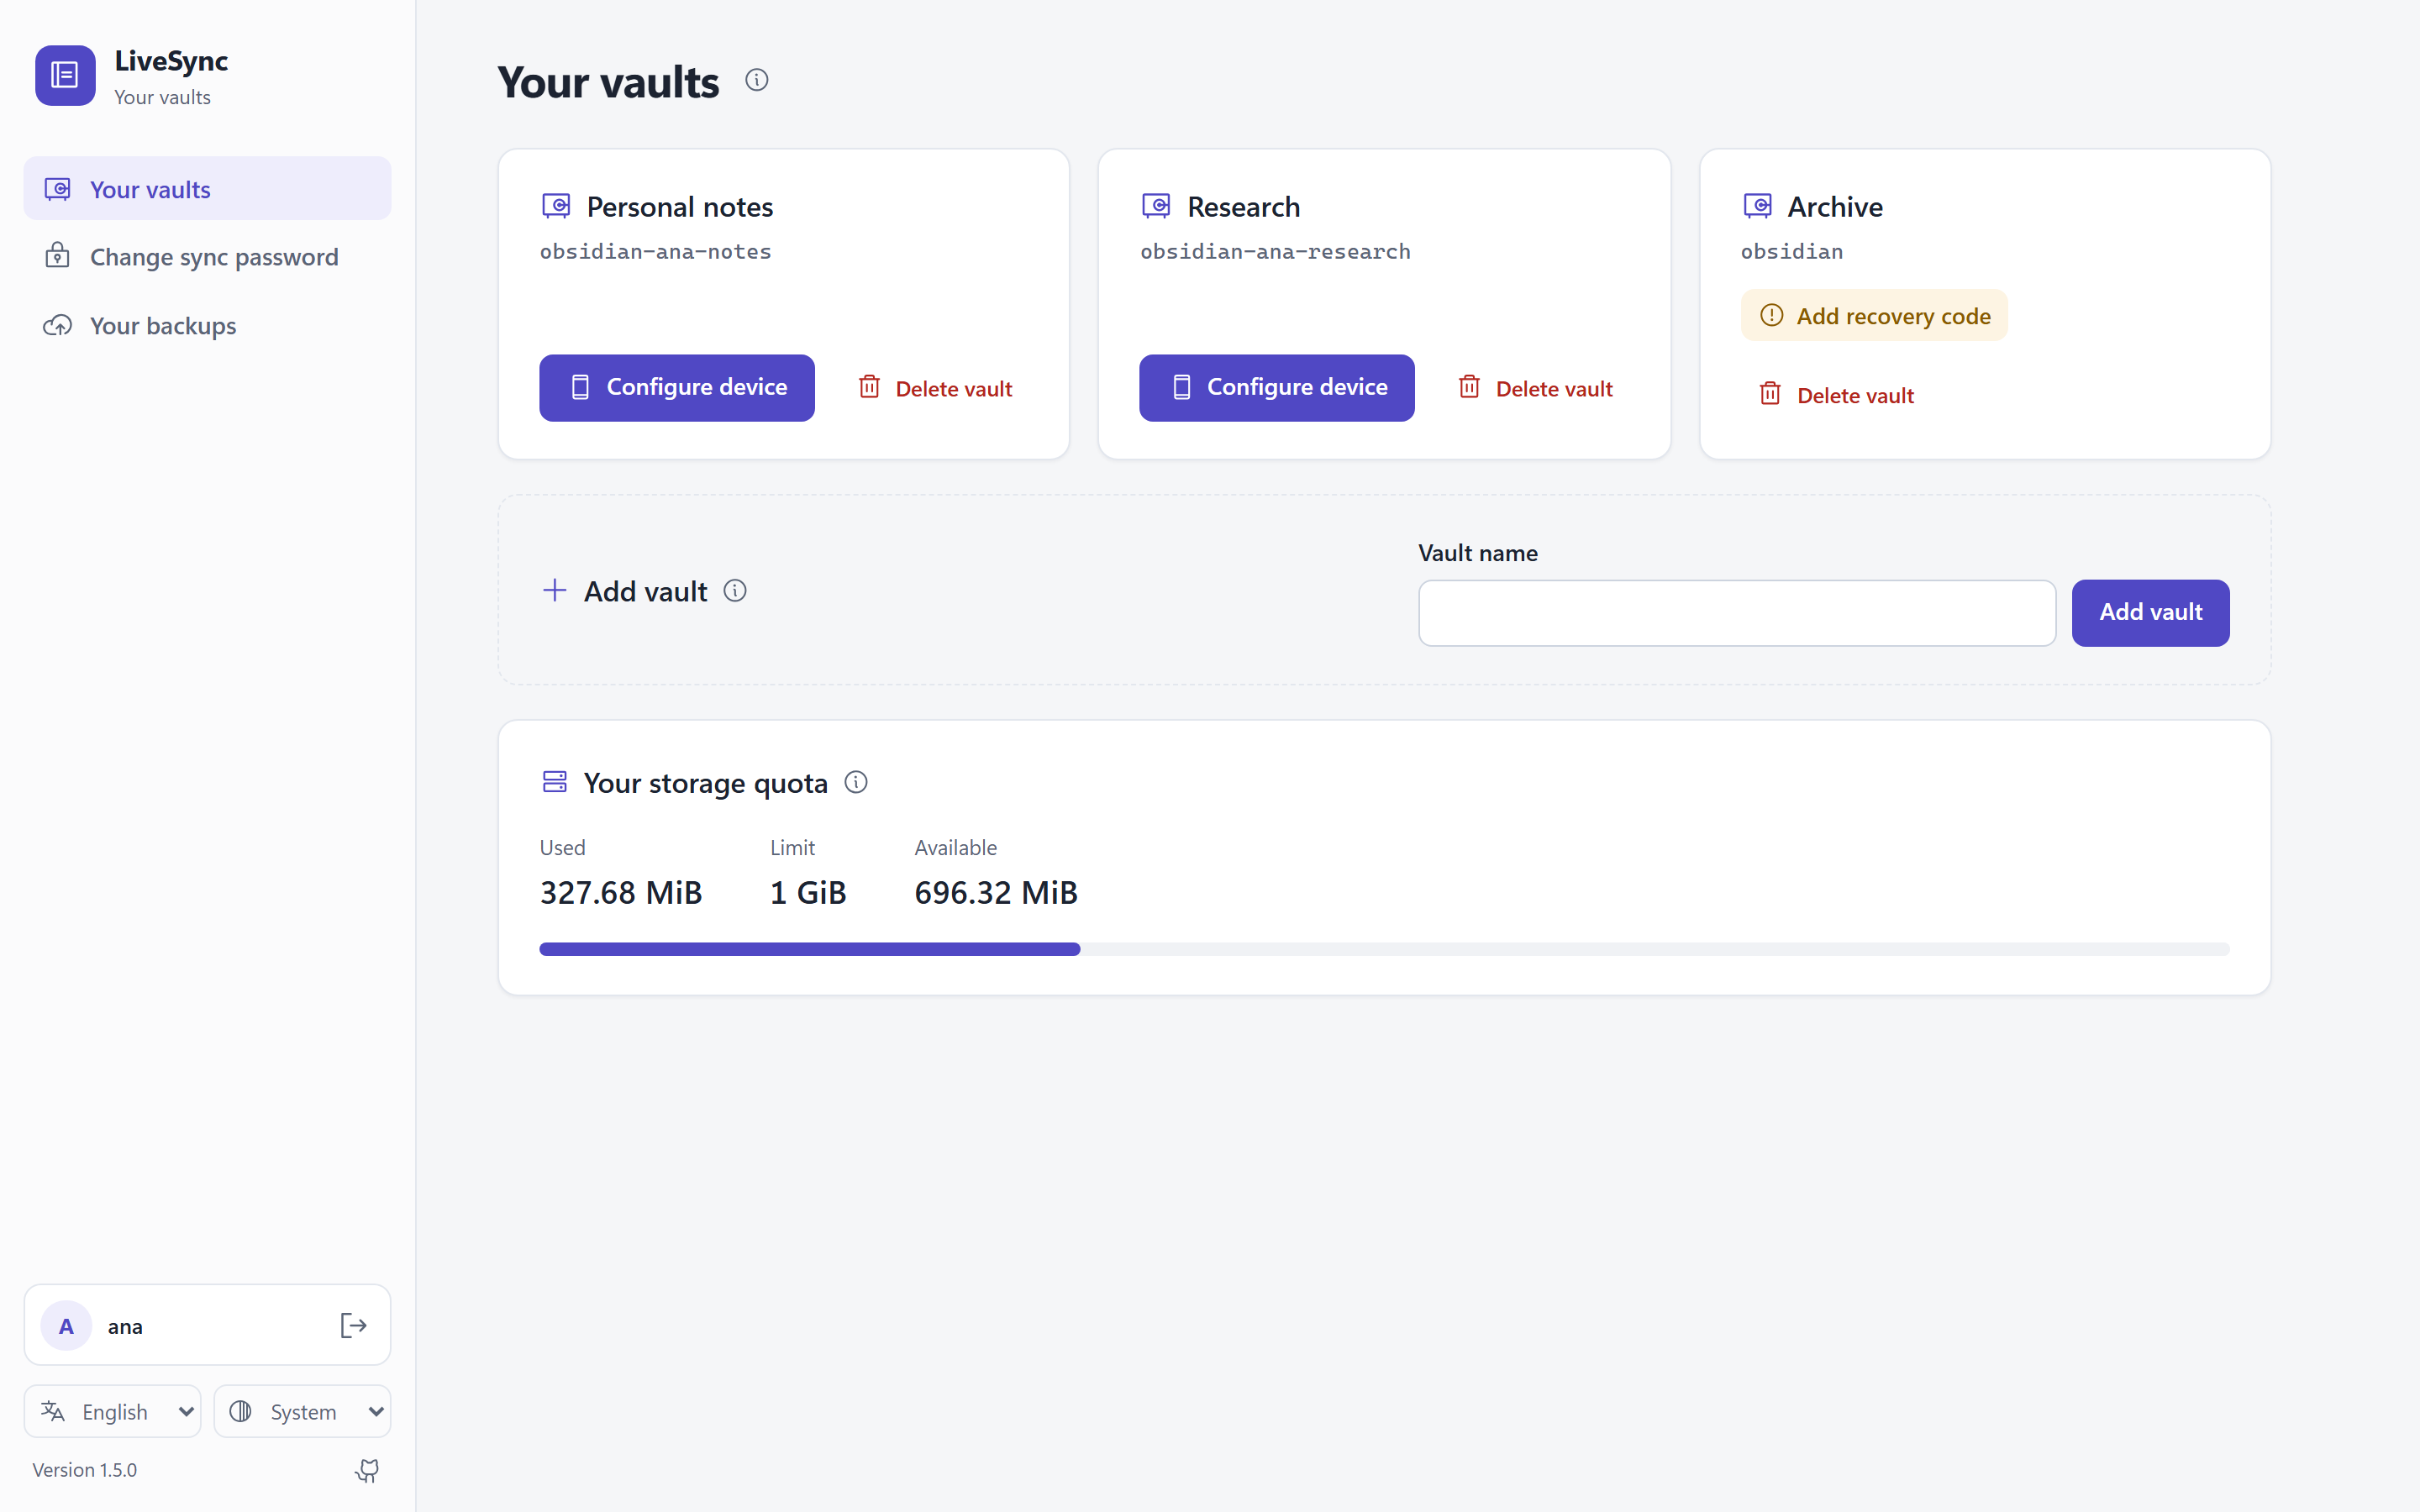 LiveSync
Your vaults
Your vaults
Change sync password
Your backups
A
ana
English
System
Version 1.5.0
Your vaults
Personal notes
obsidian-ana-notes
Configure device
Delete vault
Research
obsidian-ana-research
Configure device
Delete vault
Archive
obsidian
Add recovery code
Delete vault
Add vault
Vault name
Add vault
Your storage quota
Used
327.68 MiB
Limit
1 GiB
Available
696.32 MiB